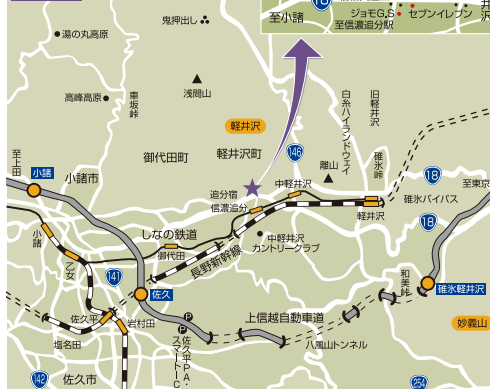 18
至小諸
ジョモG,S
セブンイレブン
至信濃追分駅
鬼押出し
湯の丸高原
高峰高原
車坂峠
浅間山
軽井沢
白糸ハイランドウェイ
旧軽井沢
碓氷峠
御代田町
軽井沢町
146
離山
至上田
小諸
小諸市
追分宿
中軽井沢
信濃追分
18
至東京
碓氷バイパス
軽井沢
18
小諸
しなの鉄道
御代田
長野新幹線
中軽井沢
カントリークラブ
乙女
141
佐久
和美峠
碓氷軽井沢
佐久平
岩村田
P
P
上信越自動車道
妙義山
塩名田
佐久平PA・
スマートIC
八風山トンネル
142
佐久市
254